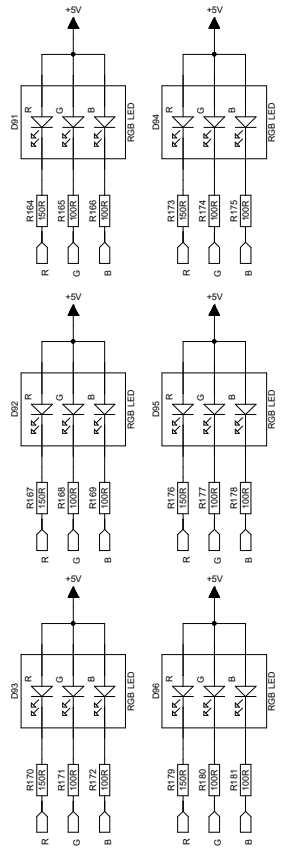 +5V
D91
R
G
B
RGB LED
R164
150R
R165
100R
R166
100R
R
G
B
+5V
D94
R
G
B
RGB LED
R173
150R
R174
100R
R175
100R
R
G
B
+5V
D92
R
G
B
RGB LED
R167
150R
R168
100R
R169
100R
R
G
B
+5V
D95
R
G
B
RGB LED
R176
150R
R177
100R
R178
100R
R
G
B
+5V
D93
R
G
B
RGB LED
R170
150R
R171
100R
R172
100R
R
G
B
+5V
D96
R
G
B
RGB LED
R179
150R
R180
100R
R181
100R
R
G
B